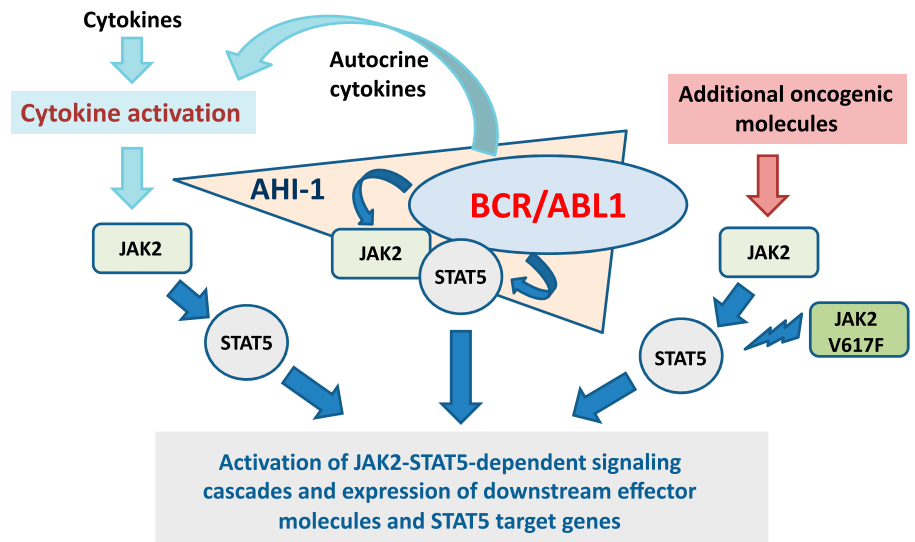 Cytokines
Autocrine
cytokines
Cytokine activation
Additional oncogenic
molecules
AHI-1
BCR/ABL1
JAK2
JAK2
JAK2
STAT5
STAT5
STAT5
JAK2
V617F
Activation of JAK2-STAT5-dependent signaling
cascades and expression of downstream effector
molecules and STAT5 target genes